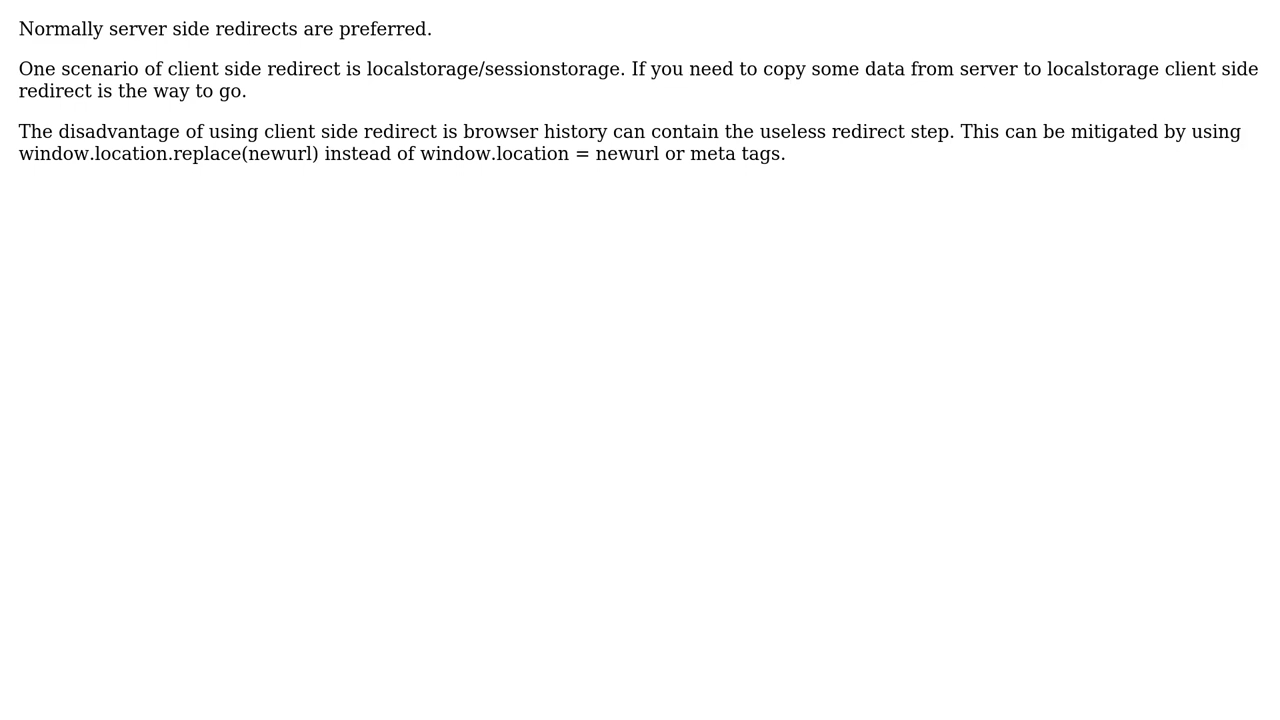 Normally server side redirects are preferred.
One scenario of client side redirect is localstorage/sessionstorage. If you need to copy some data from server to localstorage client side
redirect is the way to go.
The disadvantage of using client side redirect is browser history can contain the useless redirect step. This can be mitigated by using
window.location.replace(newurl) instead of window.location = newurl or meta tags.